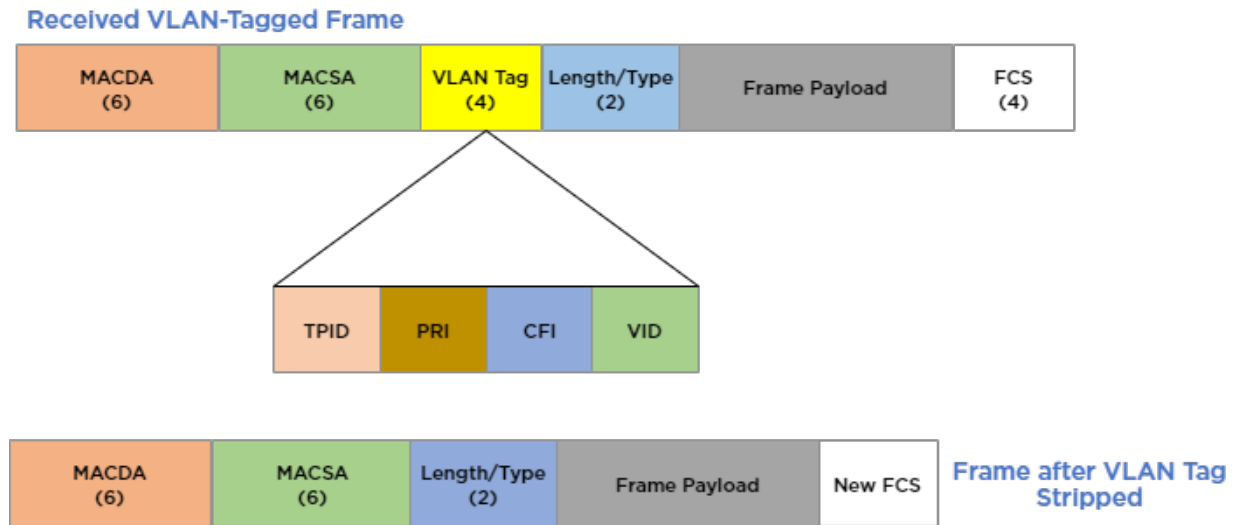 Received VLAN-Tagged Frame
MACDA
(6)
MACSA
(6)
VLAN Tag
(4)
Length/Type
(2)
Frame Payload
FCS
(4)
TPID
PRI
CFI
VID
MACDA
(6)
MACSA
(6)
Length/Type
(2)
Frame Payload
New FCS
Frame after VLAN Tag
Stripped